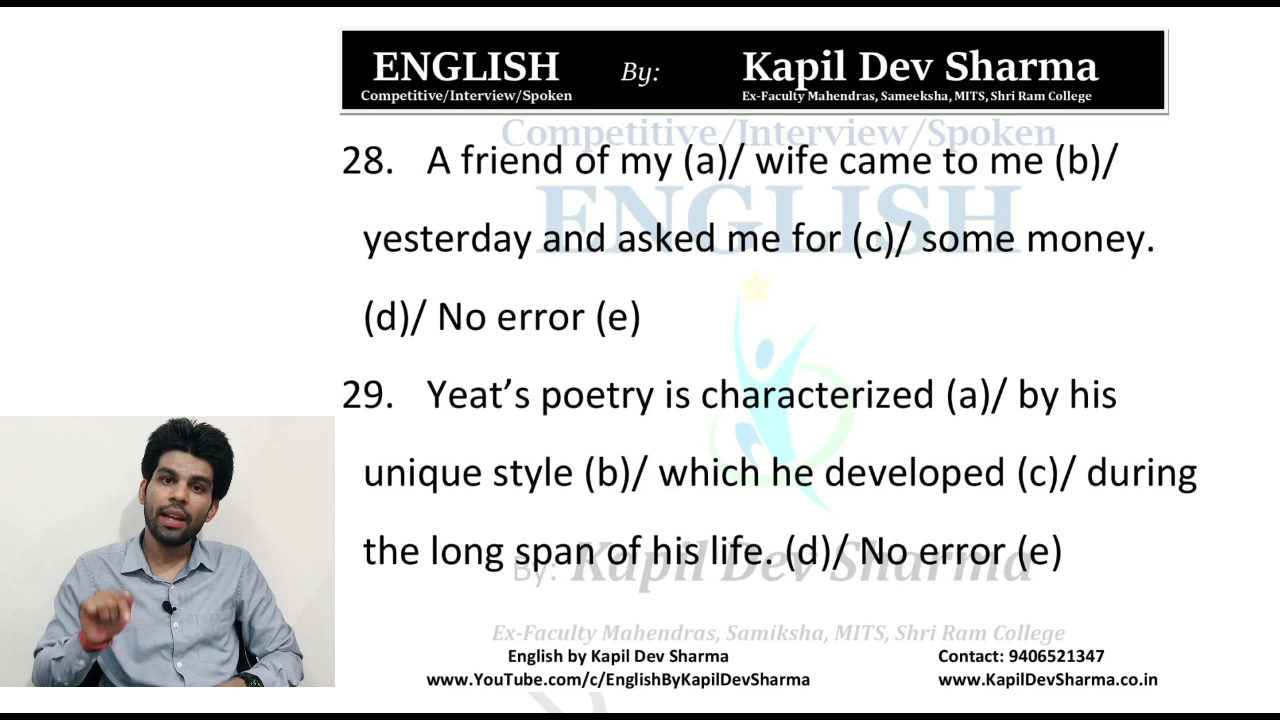 ENGLISH By: Kapil Dev Sharma
Competitive/Interview/Spoken Ex-Faculty Mahendras, Sameeksha, MITS, Shri Ram College
Competitive/Interview/Spoken
28. A friend of my (a)/ wife came to me (b)/
ENGLISH
yesterday and asked me for (c)/ some money.
(d)/ No error (e)
29. Yeat’s poetry is characterized (a)/ by his
unique style (b)/ which he developed (c)/ during
the long span of his life. (d)/ No error (e)
By: Kapil Dev Sharma
Ex-Faculty Mahendras, Samiksha, MITS, Shri Ram College
English by Kapil Dev Sharma Contact: 9406521347
www.YouTube.com/c/EnglishByKapilDevSharma www.KapilDevSharma.co.in